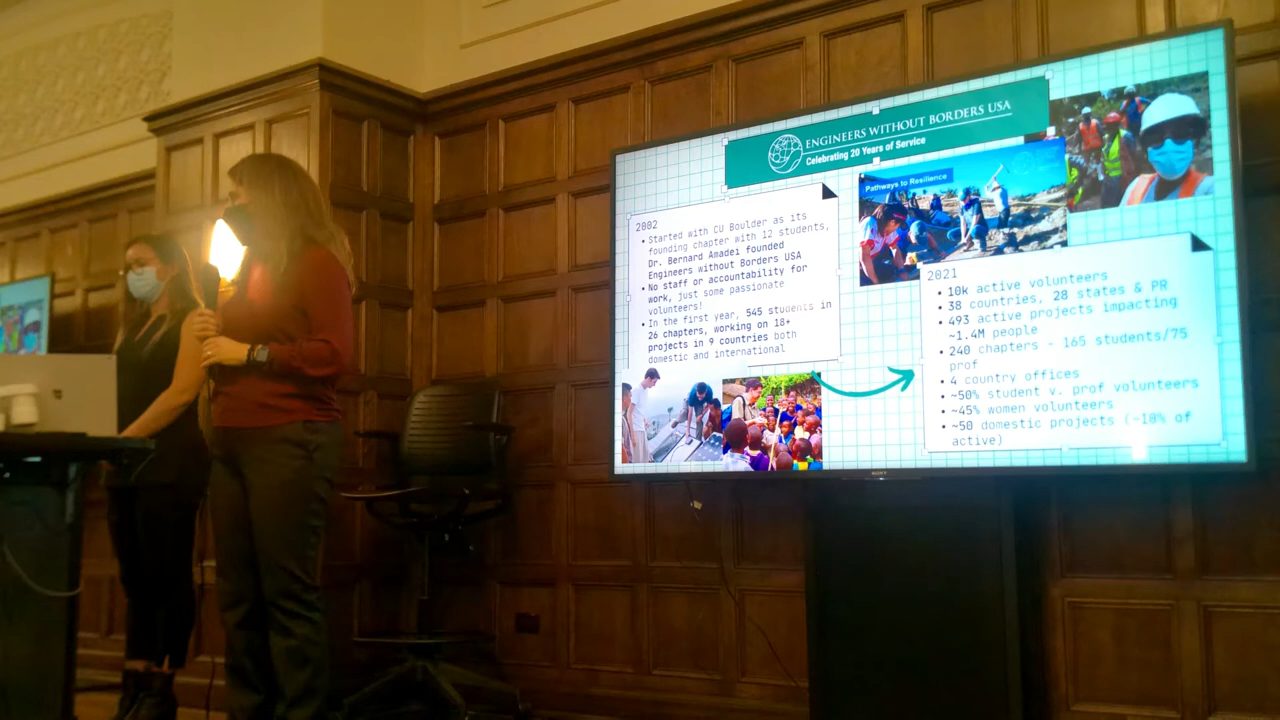 ENGINEERS WITHOUT BORDERS USA
Celebrating 20 Years of Service
Pathways to Resilience
2002
• Started with CU Boulder as its
founding chapter with 12 students,
Dr. Bernard Amadei founded
Engineers without Borders USA
• No staff or accountability for
work, just some passionate
volunteers!
• In the first year, 545 students in
26 chapters, working on 18+
projects in 9 countries both
domestic and international
2021
• 10k active volunteers
• 38 countries, 28 states & PR
• 493 active projects impacting
~1.4M people
• 240 chapters - 165 students/75
prof
• 4 country offices
• ~50% student v. prof volunteers
• ~45% women volunteers
• ~50 domestic projects (~18% of
active)
SONY